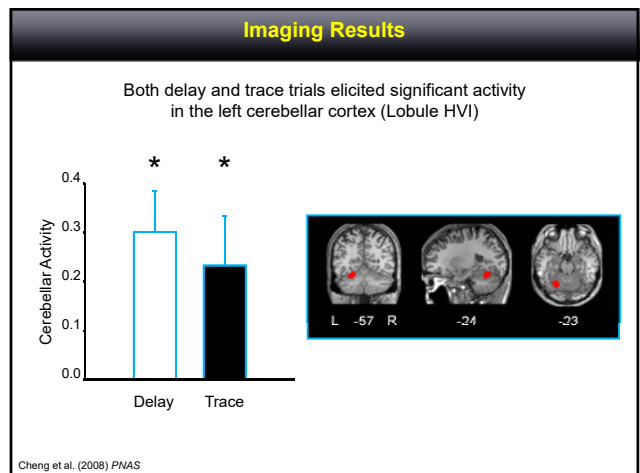 Imaging Results
Both delay and trace trials elicited significant activity
in the left cerebellar cortex (Lobule HVI)
* *
0.4
0.3
0.2
0.1
0.0
Cerebellar Activity
Delay Trace
L -57 R -24 -23
Cheng et al. (2008) PNAS